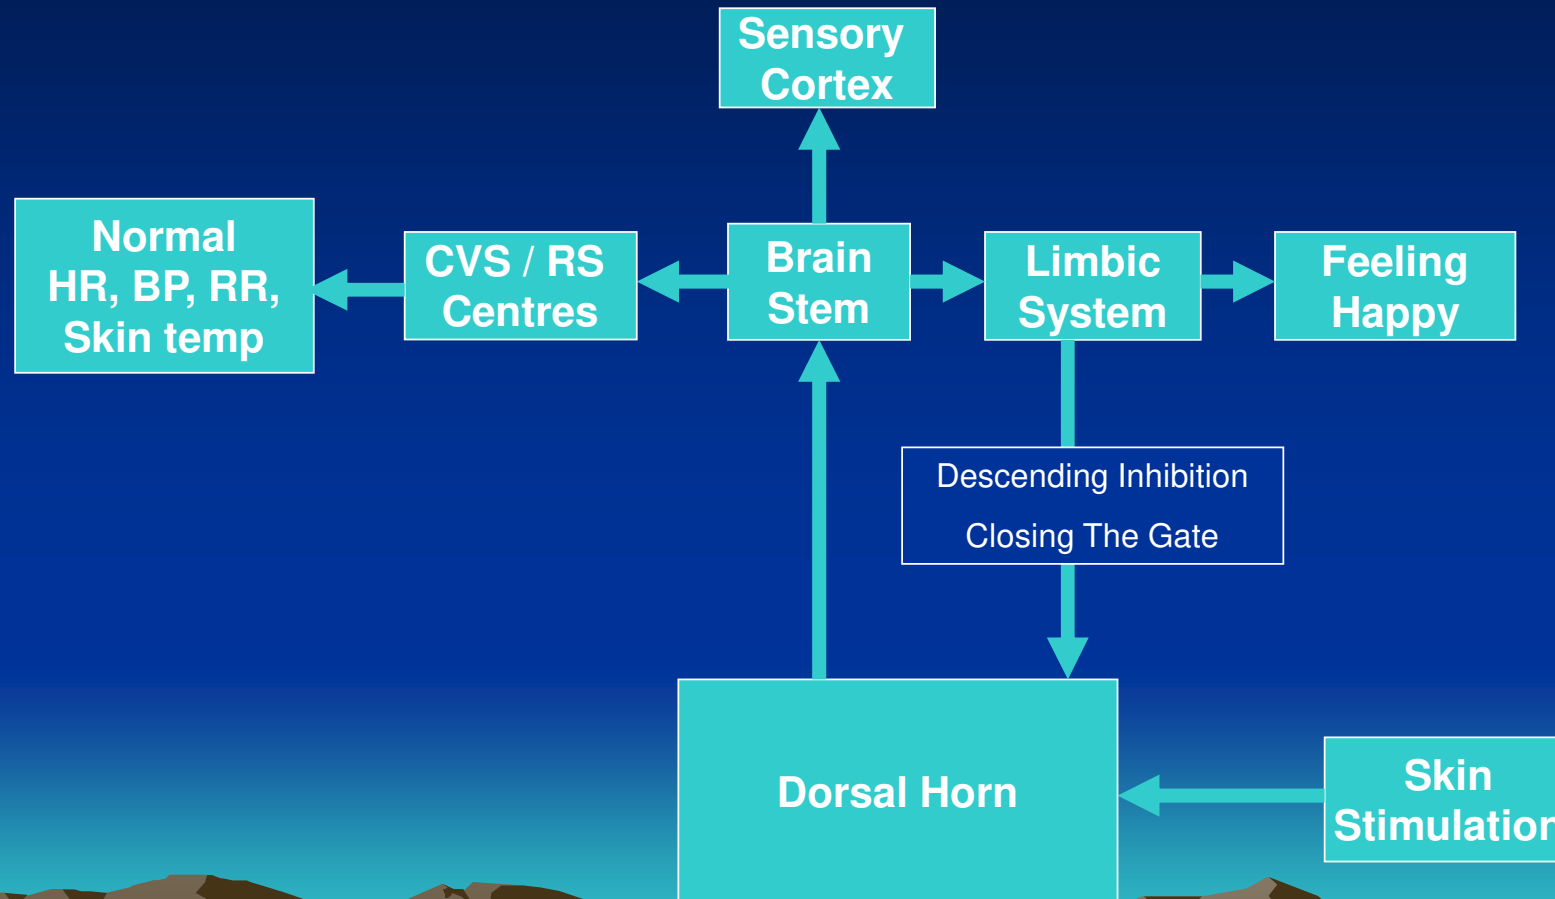 Sensory
Cortex
Normal
HR, BP, RR,
Skin temp
CVS / RS
Centres
Brain
Stem
Limbic
System
Feeling
Happy
Descending Inhibition
Closing The Gate
Dorsal Horn
Skin
Stimulation